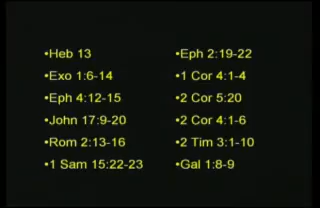 •Heb 13
•Exo 1:6-14
•Eph 4:12-15
•John 17:9-20
•Rom 2:13-16
•1 Sam 15:22-23
•Eph 2:19-22
•1 Cor 4:1-4
•2 Cor 5:20
•2 Cor 4:1-6
•2 Tim 3:1-10
•Gal 1:8-9